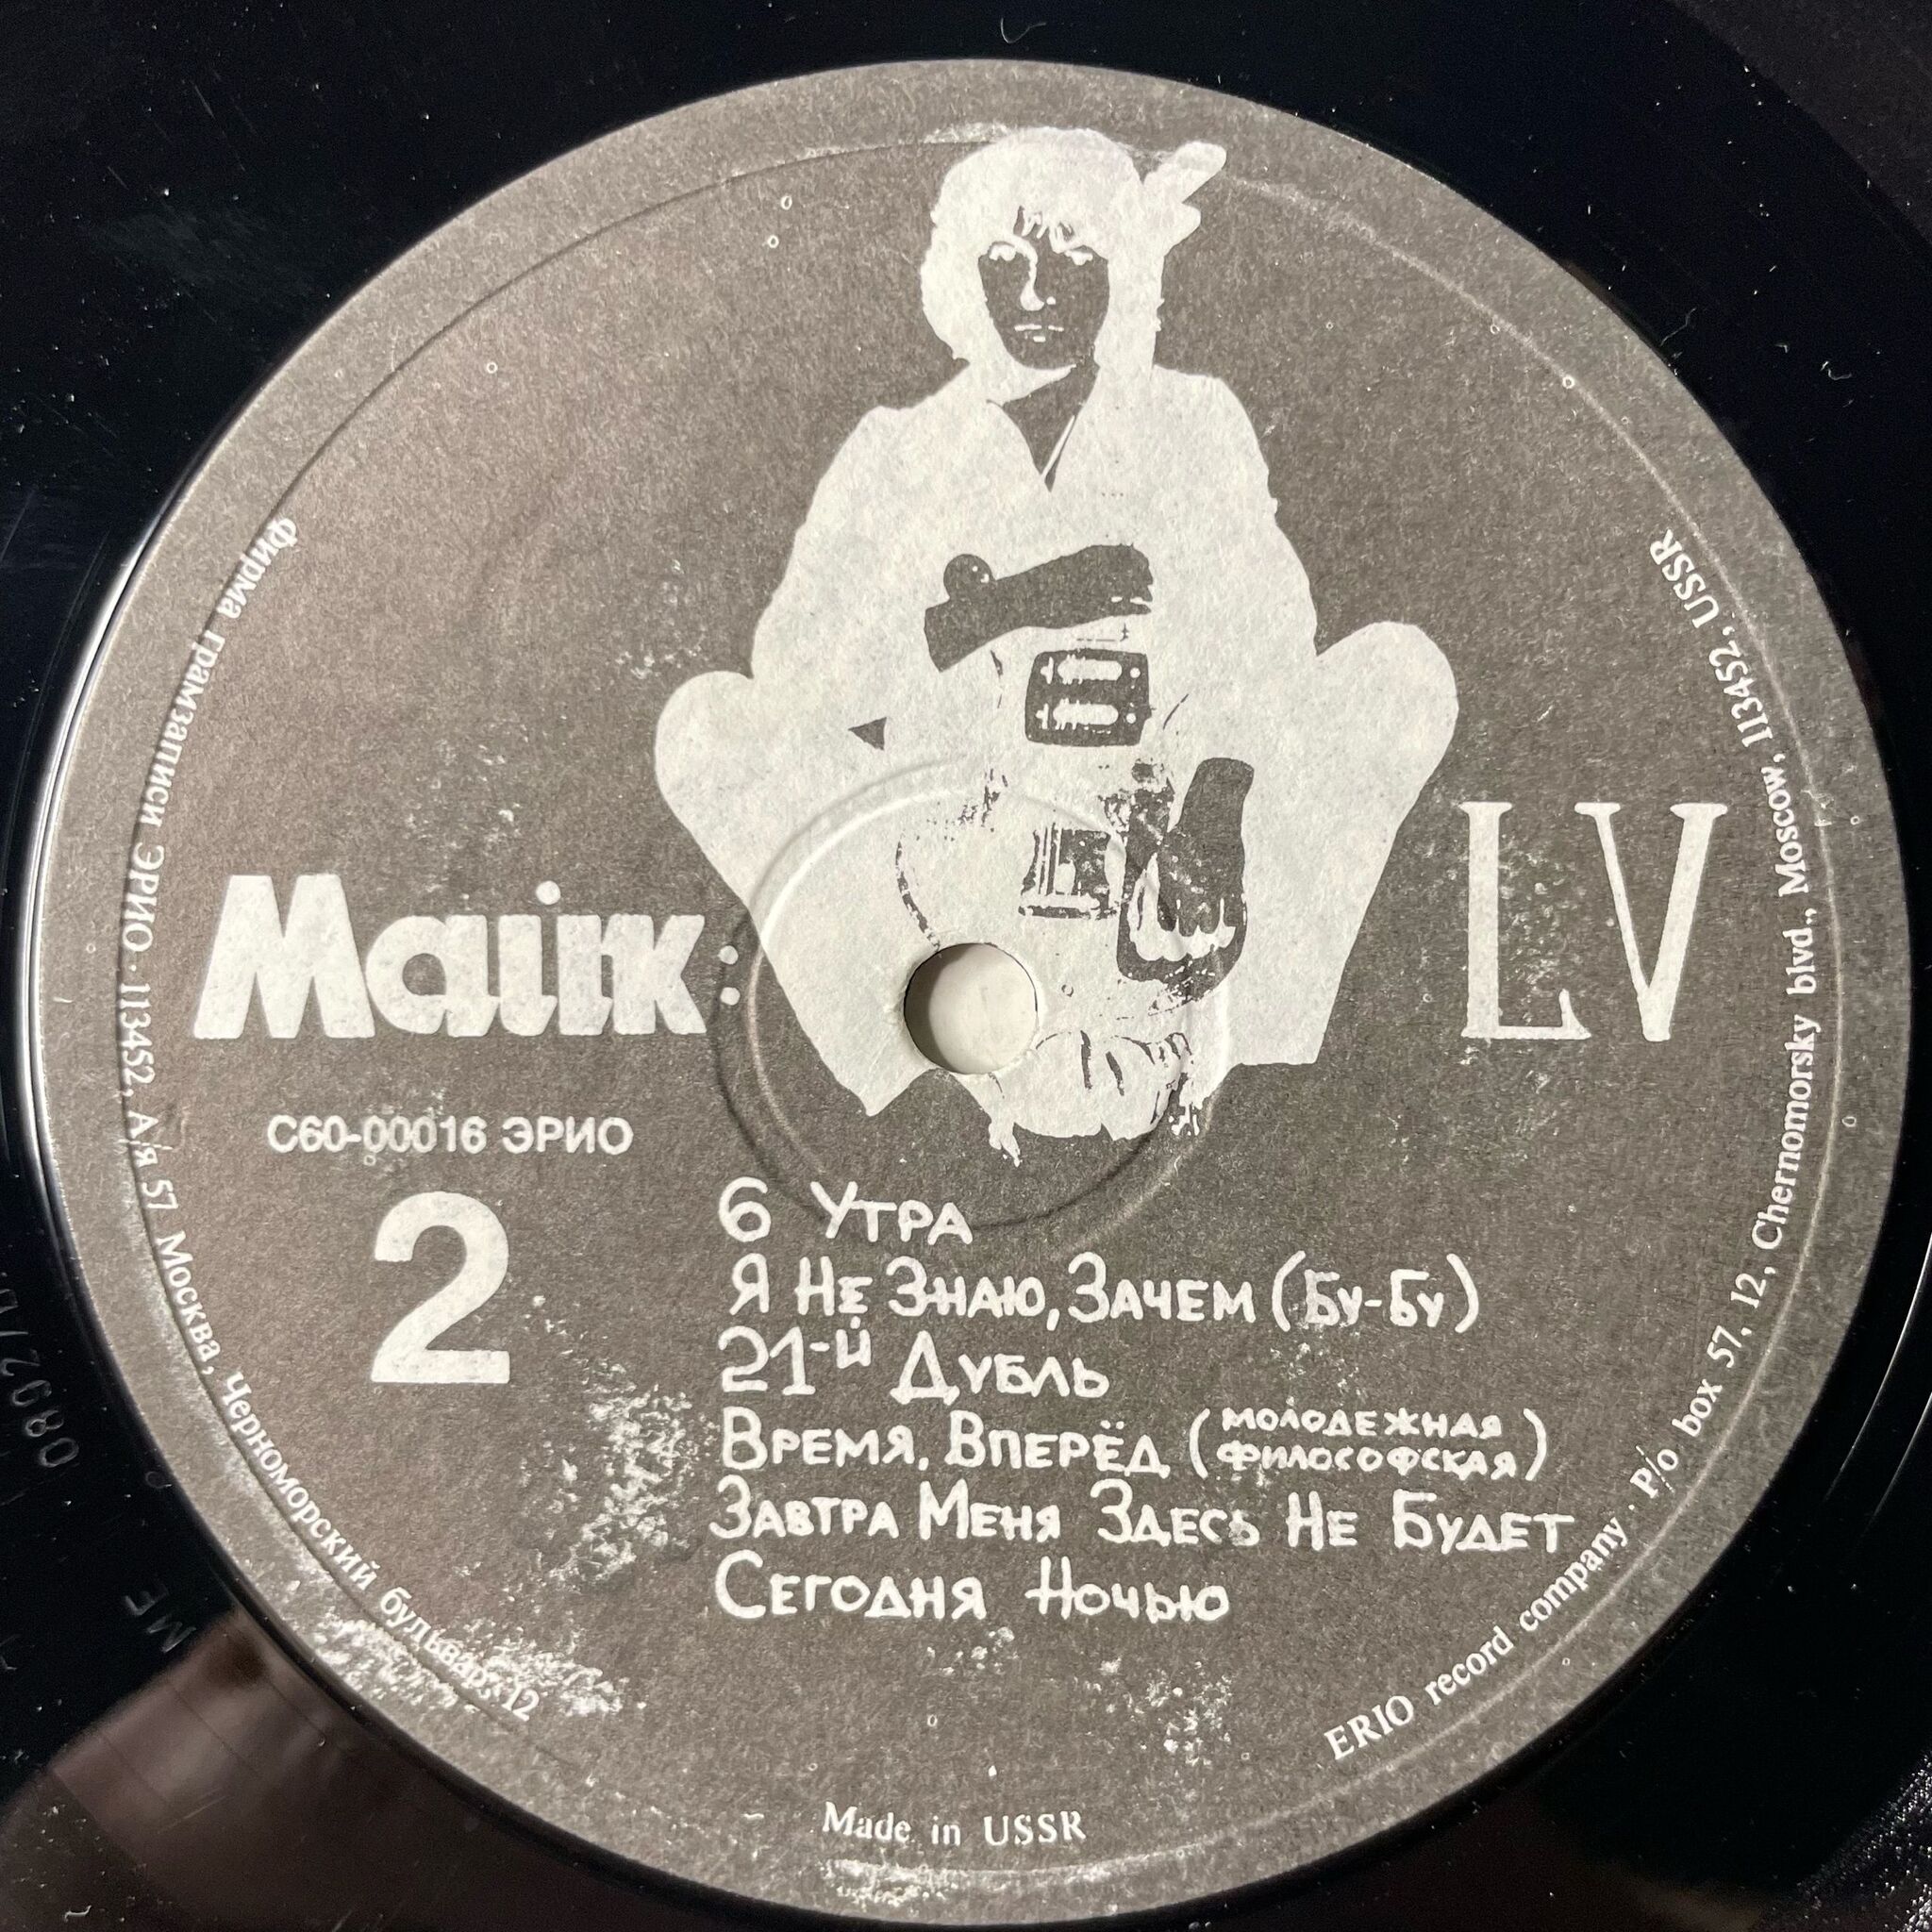 Майк:
LV
С60-00016 ЭРИО
2
6 Утра
Я Не Знаю, Зачем (Бу-Бу)
21-й Дубль
Время, Вперёд (молодежная философская)
Завтра Меня Здесь Не Будет
Сегодня Ночью
Фирма грамзаписи ЭРИО · 113452, А/я 57 Москва, Черноморский бульвар, 12
ERIO record company · P/o box 57, 12, Chernomorsky blvd., Moscow, 113452, USSR
Made in USSR